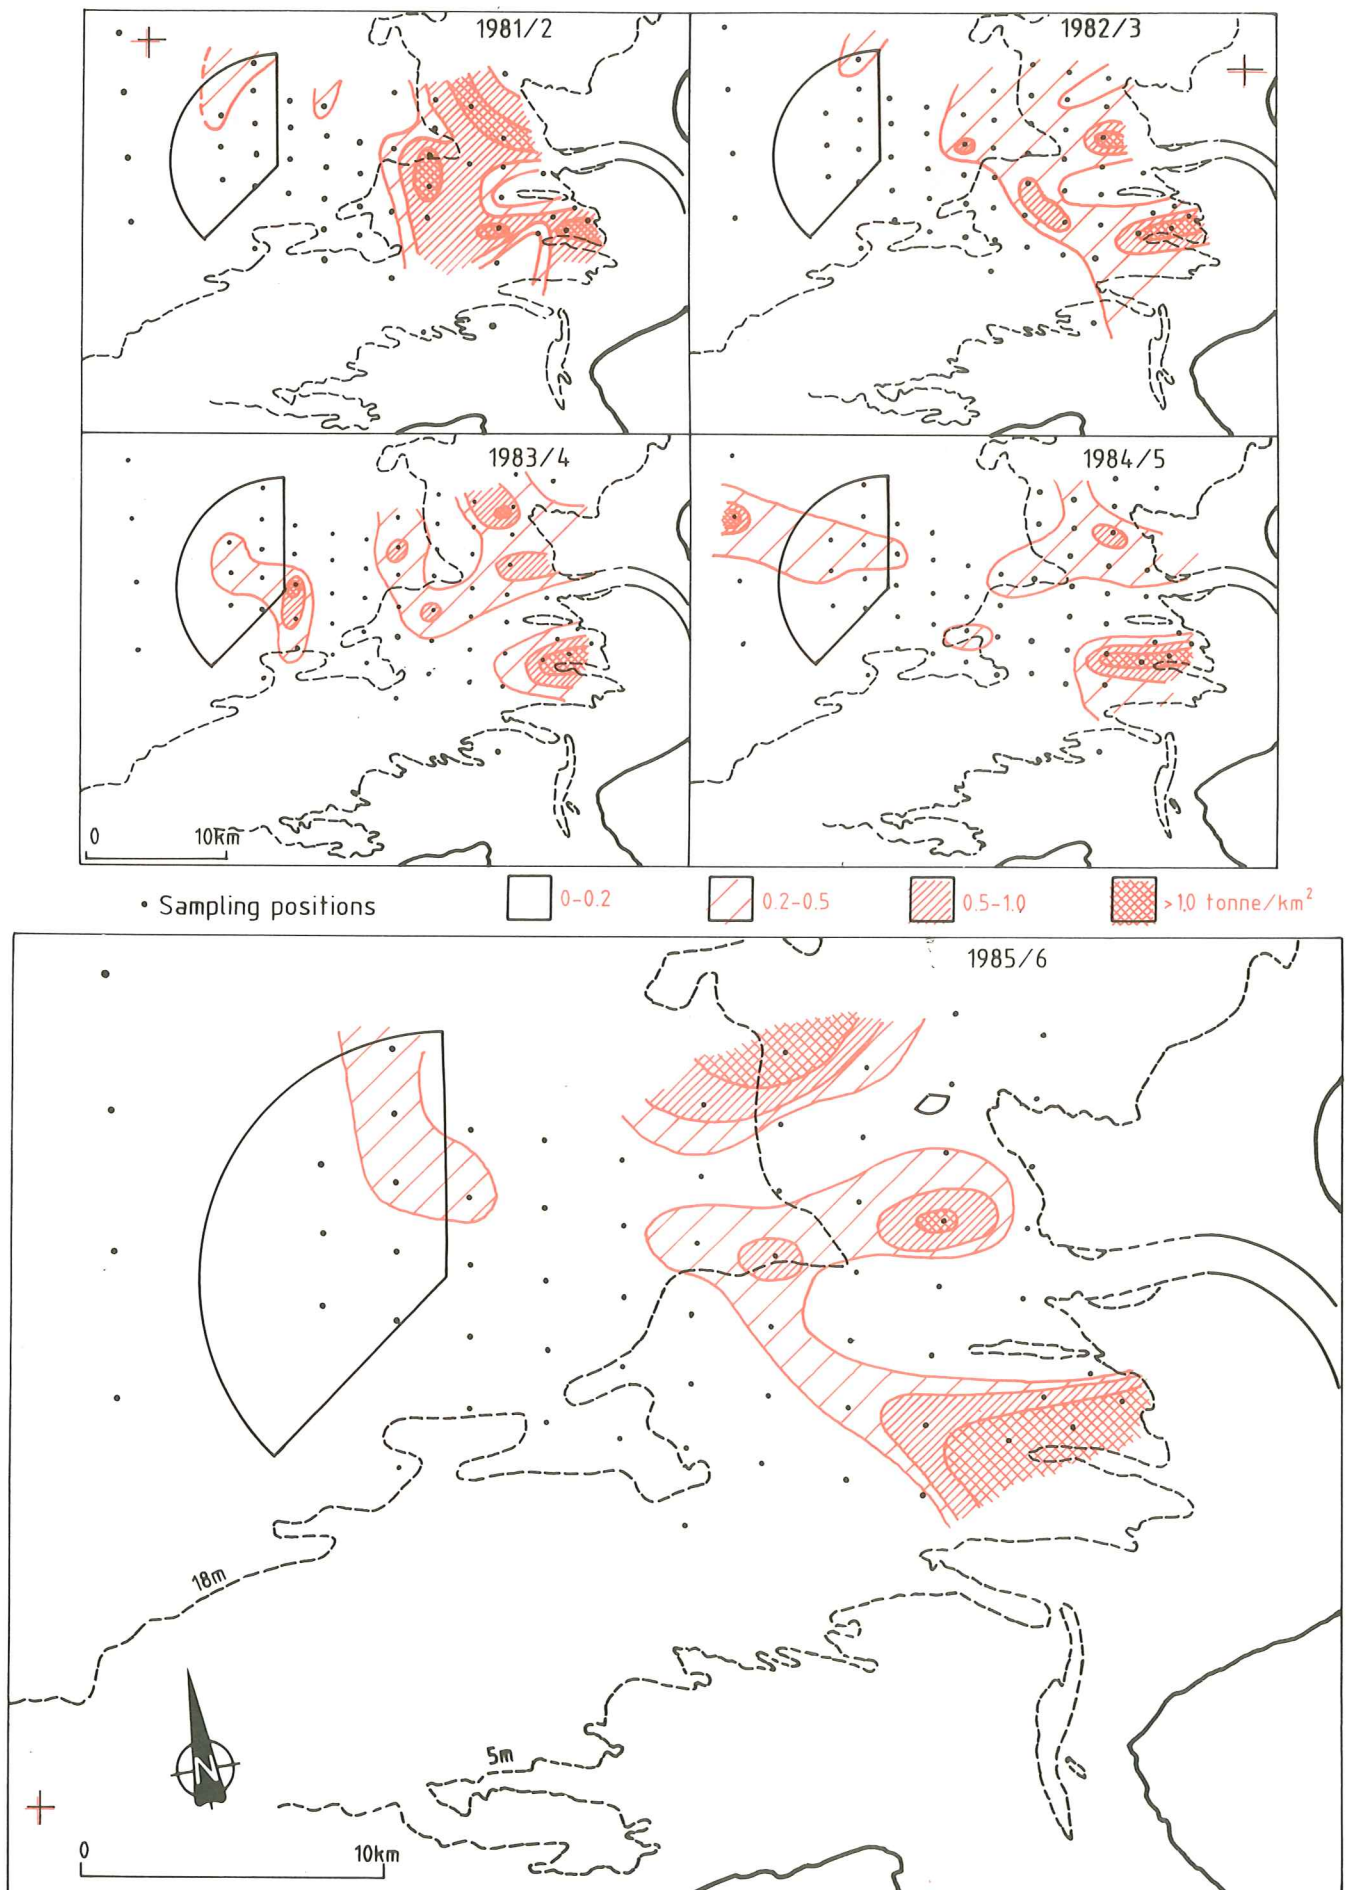 1981/2
1982/3
1983/4
1984/5
0 10km
• Sampling positions
0-0.2
0.2-0.5
0.5-1.0
>1.0 tonne/km²
1985/6
18m
N
5m
0 10km